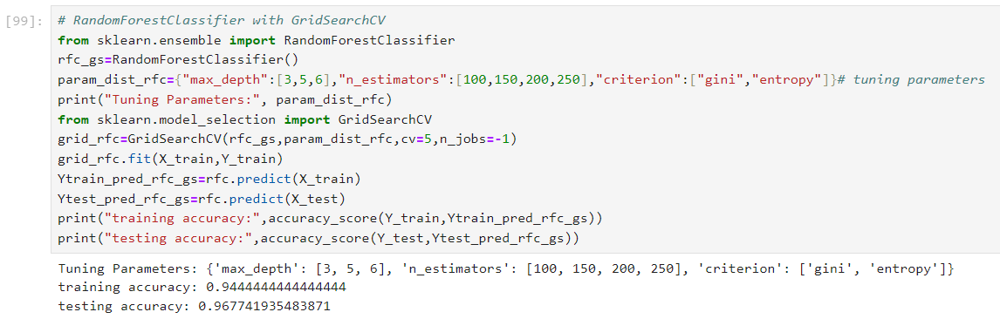 [99]: # RandomForestClassifier with GridSearchCV
from sklearn.ensemble import RandomForestClassifier
rfc_gs=RandomForestClassifier()
param_dist_rfc={"max_depth":[3,5,6],"n_estimators":[100,150,200,250],"criterion":["gini","entropy"]}# tuning parameters
print("Tuning Parameters:", param_dist_rfc)
from sklearn.model_selection import GridSearchCV
grid_rfc=GridSearchCV(rfc_gs,param_dist_rfc,cv=5,n_jobs=-1)
grid_rfc.fit(X_train,Y_train)
Ytrain_pred_rfc_gs=rfc.predict(X_train)
Ytest_pred_rfc_gs=rfc.predict(X_test)
print("training accuracy:",accuracy_score(Y_train,Ytrain_pred_rfc_gs))
print("testing accuracy:",accuracy_score(Y_test,Ytest_pred_rfc_gs))
Tuning Parameters: {'max_depth': [3, 5, 6], 'n_estimators': [100, 150, 200, 250], 'criterion': ['gini', 'entropy']}
training accuracy: 0.9444444444444444
testing accuracy: 0.967741935483871